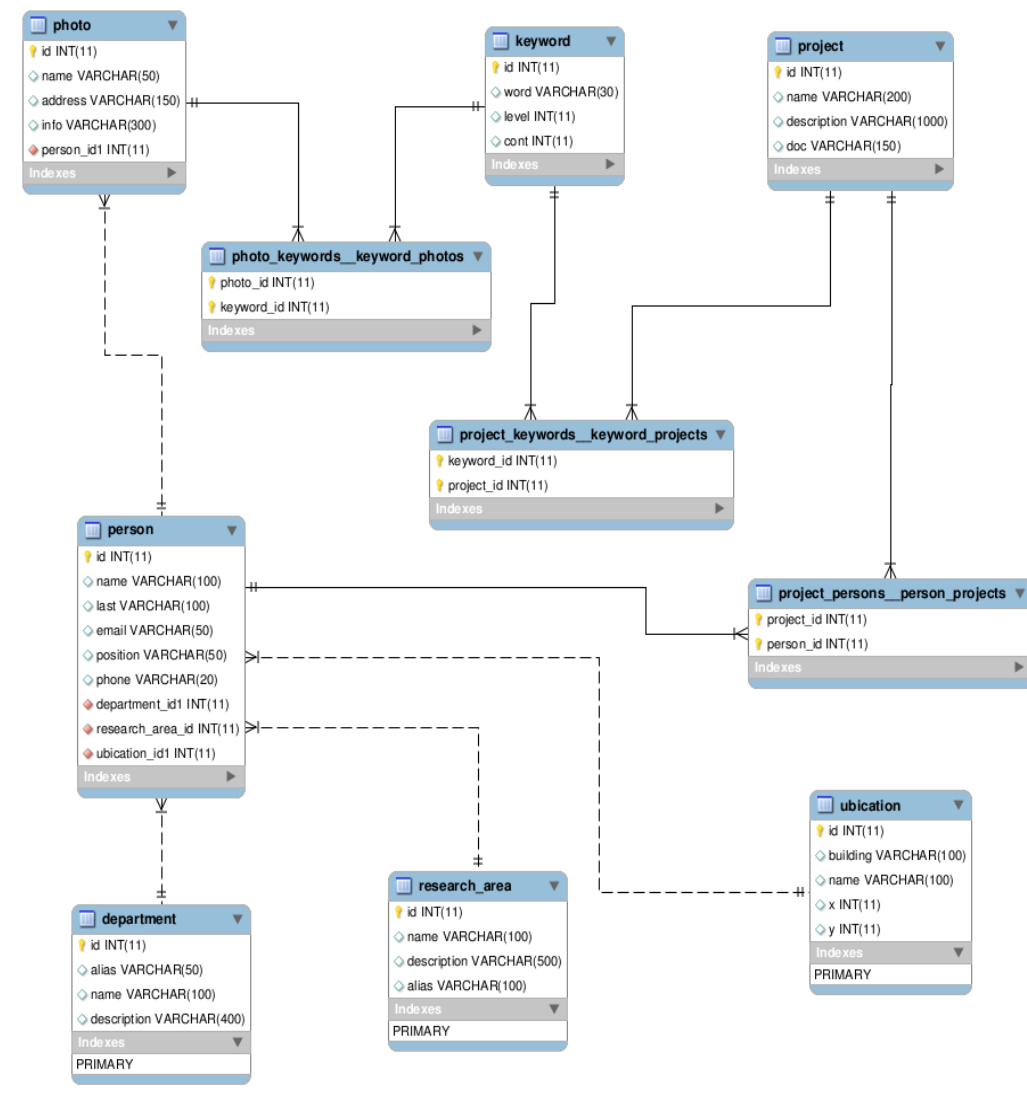 photo
id INT(11)
name VARCHAR(50)
address VARCHAR(150)
info VARCHAR(300)
person_id1 INT(11)
Indexes
keyword
id INT(11)
word VARCHAR(30)
level INT(11)
cont INT(11)
Indexes
project
id INT(11)
name VARCHAR(200)
description VARCHAR(1000)
doc VARCHAR(150)
Indexes
photo_keywords__keyword_photos
photo_id INT(11)
keyword_id INT(11)
Indexes
project_keywords__keyword_projects
keyword_id INT(11)
project_id INT(11)
Indexes
person
id INT(11)
name VARCHAR(100)
last VARCHAR(100)
email VARCHAR(50)
position VARCHAR(50)
phone VARCHAR(20)
department_id1 INT(11)
research_area_id INT(11)
ubication_id1 INT(11)
Indexes
project_persons__person_projects
project_id INT(11)
person_id INT(11)
Indexes
department
id INT(11)
alias VARCHAR(50)
name VARCHAR(100)
description VARCHAR(400)
Indexes
PRIMARY
research_area
id INT(11)
name VARCHAR(100)
description VARCHAR(500)
alias VARCHAR(100)
Indexes
PRIMARY
ubication
id INT(11)
building VARCHAR(100)
name VARCHAR(100)
x INT(11)
y INT(11)
Indexes
PRIMARY